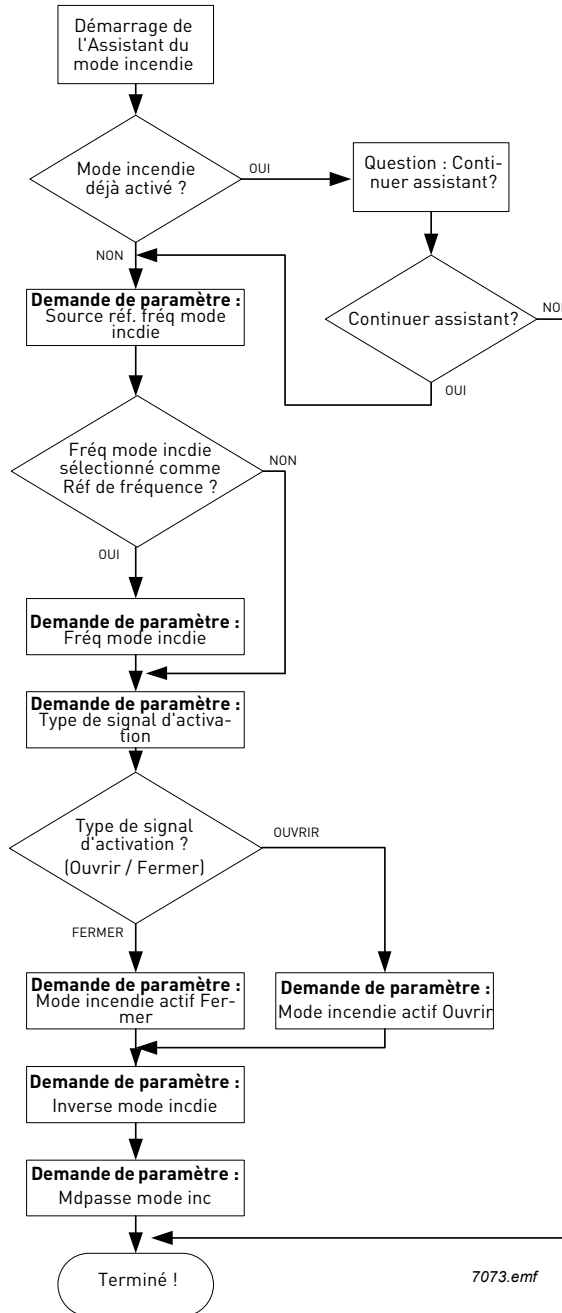 Démarrage de
l'Assistant du
mode incendie
Mode incendie
déjà activé ?
OUI
Question : Conti-
nuer assistant?
NON
Continuer assistant?
OUI
Demande de paramètre :
Source réf. fréq mode
incdie
Fréq mode incdie
sélectionné comme
Réf de fréquence ?
NON
OUI
Demande de paramètre :
Fréq mode incdie
Demande de paramètre :
Type de signal d'activa-
tion
Type de signal
d'activation ?
(Ouvrir / Fermer)
OUVRIR
FERMER
Demande de paramètre :
Mode incendie actif Fer-
mer
Demande de paramètre :
Mode incendie actif Ouvrir
Demande de paramètre :
Inverse mode incdie
Demande de paramètre :
Mdpasse mode inc
Terminé !
7073.emf